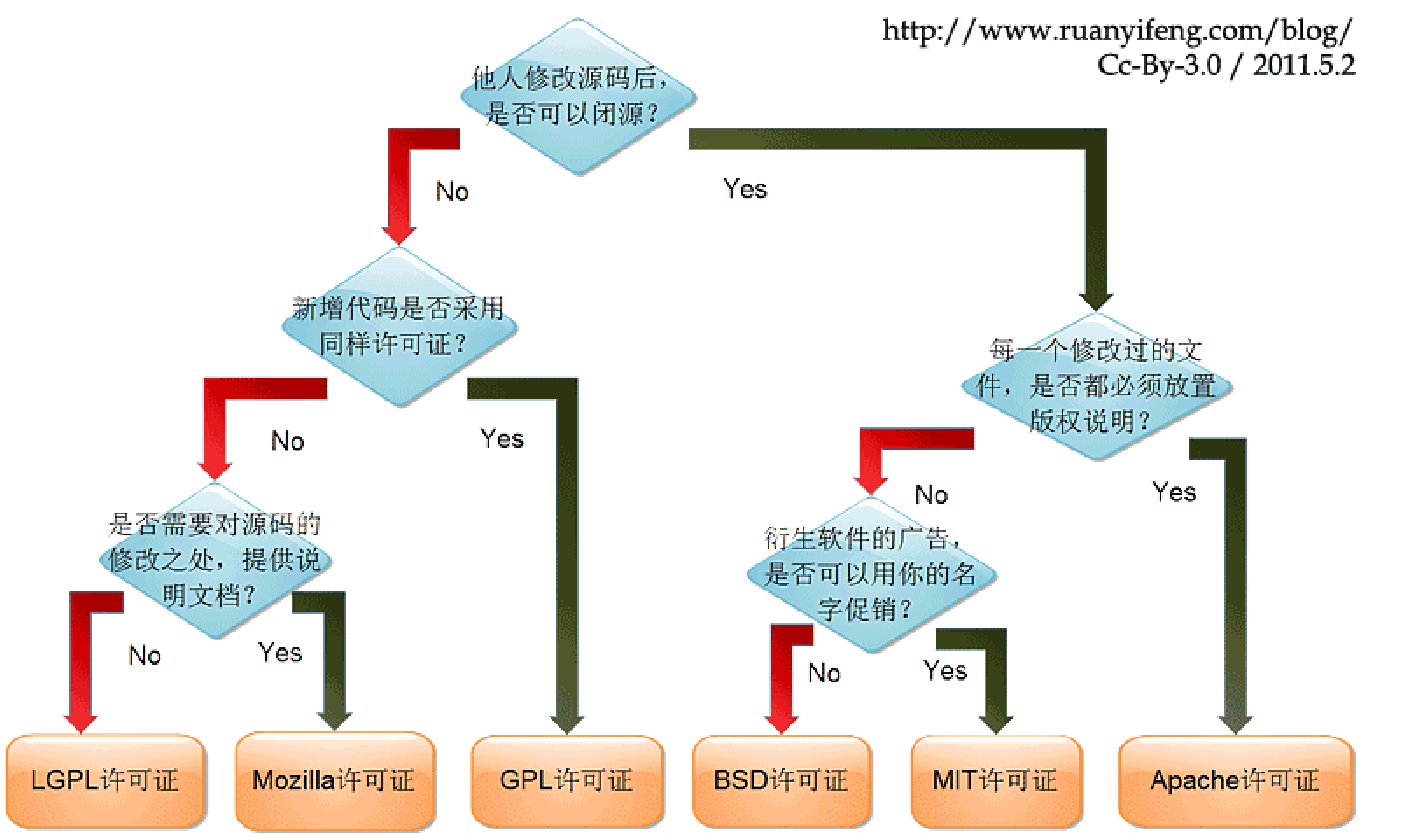 http://www.ruanyifeng.com/blog/
Cc-By-3.0 / 2011.5.2
他人修改源码后，
是否可以闭源？
No
Yes
新增代码是否采用
同样许可证？
每一个修改过的文
件，是否都必须放置
版权说明？
No
Yes
No
Yes
是否需要对源码的
修改之处，提供说
明文档？
衍生软件的广告，
是否可以用你的名
字促销？
No
Yes
No
Yes
LGPL许可证
Mozilla许可证
GPL许可证
BSD许可证
MIT许可证
Apache许可证